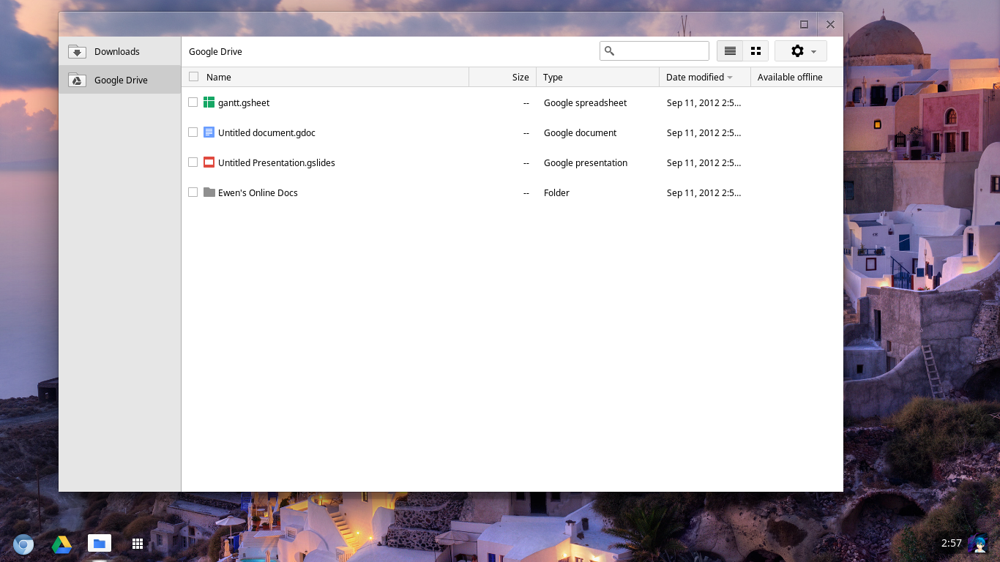 Downloads
Google Drive
Google Drive
Name Size Type Date modified Available offline
gantt.gsheet -- Google spreadsheet Sep 11, 2012 2:5...
Untitled document.gdoc -- Google document Sep 11, 2012 2:5...
Untitled Presentation.gslides -- Google presentation Sep 11, 2012 2:5...
Ewen's Online Docs -- Folder Sep 11, 2012 2:5...
2:57